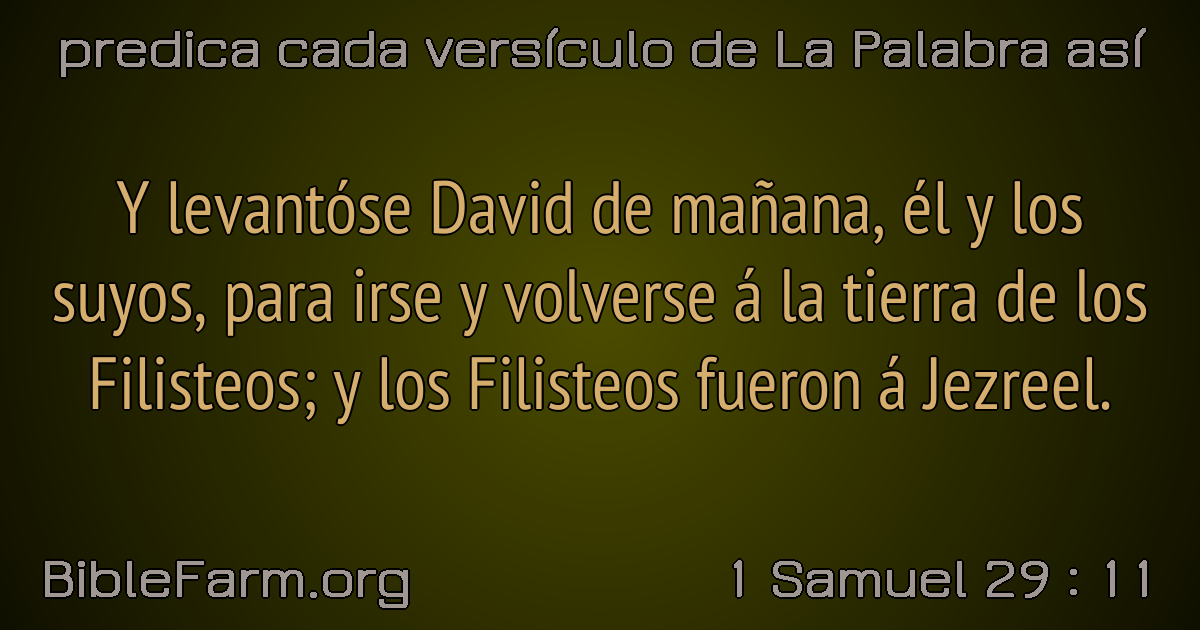 predica cada versículo de La Palabra así
Y levantóse David de mañana, él y los
suyos, para irse y volverse á la tierra de los
Filisteos; y los Filisteos fueron á Jezreel.
BibleFarm.org
1 Samuel 29 : 11